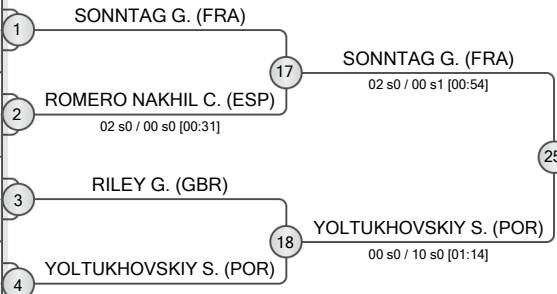 SONNTAG G. (FRA)
1
17
SONNTAG G. (FRA)
02 s0 / 00 s1 [00:54]
ROMERO NAKHIL C. (ESP)
2
02 s0 / 00 s0 [00:31]
25
RILEY G. (GBR)
3
18
YOLTUKHOVSKIY S. (POR)
00 s0 / 10 s0 [01:14]
YOLTUKHOVSKIY S. (POR)
4